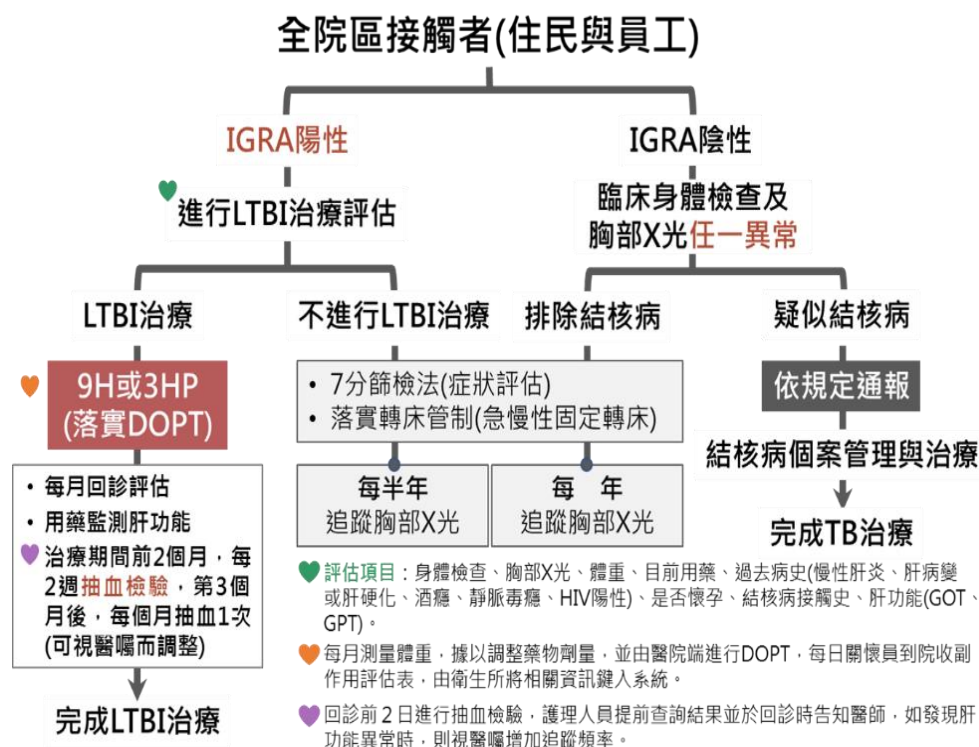 全院區接觸者(住民與員工)
IGRA陽性
IGRA陰性
進行LTBI治療評估
臨床身體檢查及
胸部X光任一異常
LTBI治療
不進行LTBI治療
排除結核病
疑似結核病
9H或3HP
(落實DOPT)
• 7分篩檢法(症狀評估)
• 落實轉床管制(急慢性固定轉床)
依規定通報
• 每月回診評估
• 用藥監測肝功能
治療期間前2個月，每
2週抽血檢驗，第3個
月後，每個月抽血1次
(可視醫囑而調整)
每半年
追蹤胸部X光
每 年
追蹤胸部X光
結核病個案管理與治療
完成TB治療
完成LTBI治療
評估項目：身體檢查、胸部X光、體重、目前用藥、過去病史(慢性肝炎、肝病變
或肝硬化、酒癮、靜脈毒癮、HIV陽性)、是否懷孕、結核病接觸史、肝功能(GOT、
GPT)。
每月測量體重，據以調整藥物劑量，並由醫院端進行DOPT，每日關懷員到院收副
作用評估表，由衛生所將相關資訊鍵入系統。
回診前2日進行抽血檢驗，護理人員提前查詢結果並於回診時告知醫師，如發現肝
功能異常時，則視醫囑增加追蹤頻率。